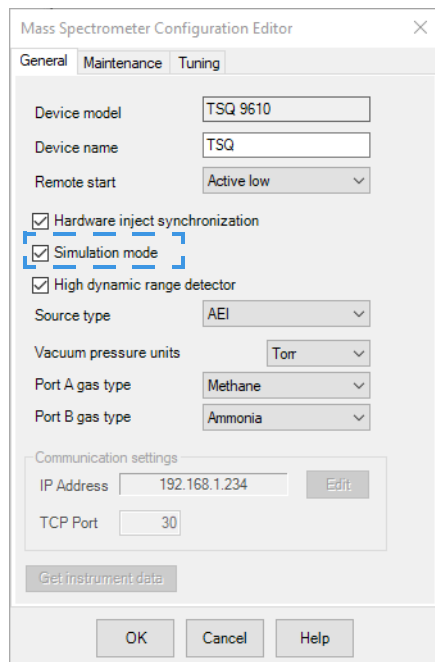 Mass Spectrometer Configuration Editor
General Maintenance Tuning
Device model TSQ 9610
Device name TSQ
Remote start Active low
Hardware inject synchronization
Simulation mode
High dynamic range detector
Source type AEI
Vacuum pressure units Torr
Port A gas type Methane
Port B gas type Ammonia
Communication settings
IP Address 192.168.1.234 Edit
TCP Port 30
Get instrument data
OK Cancel Help